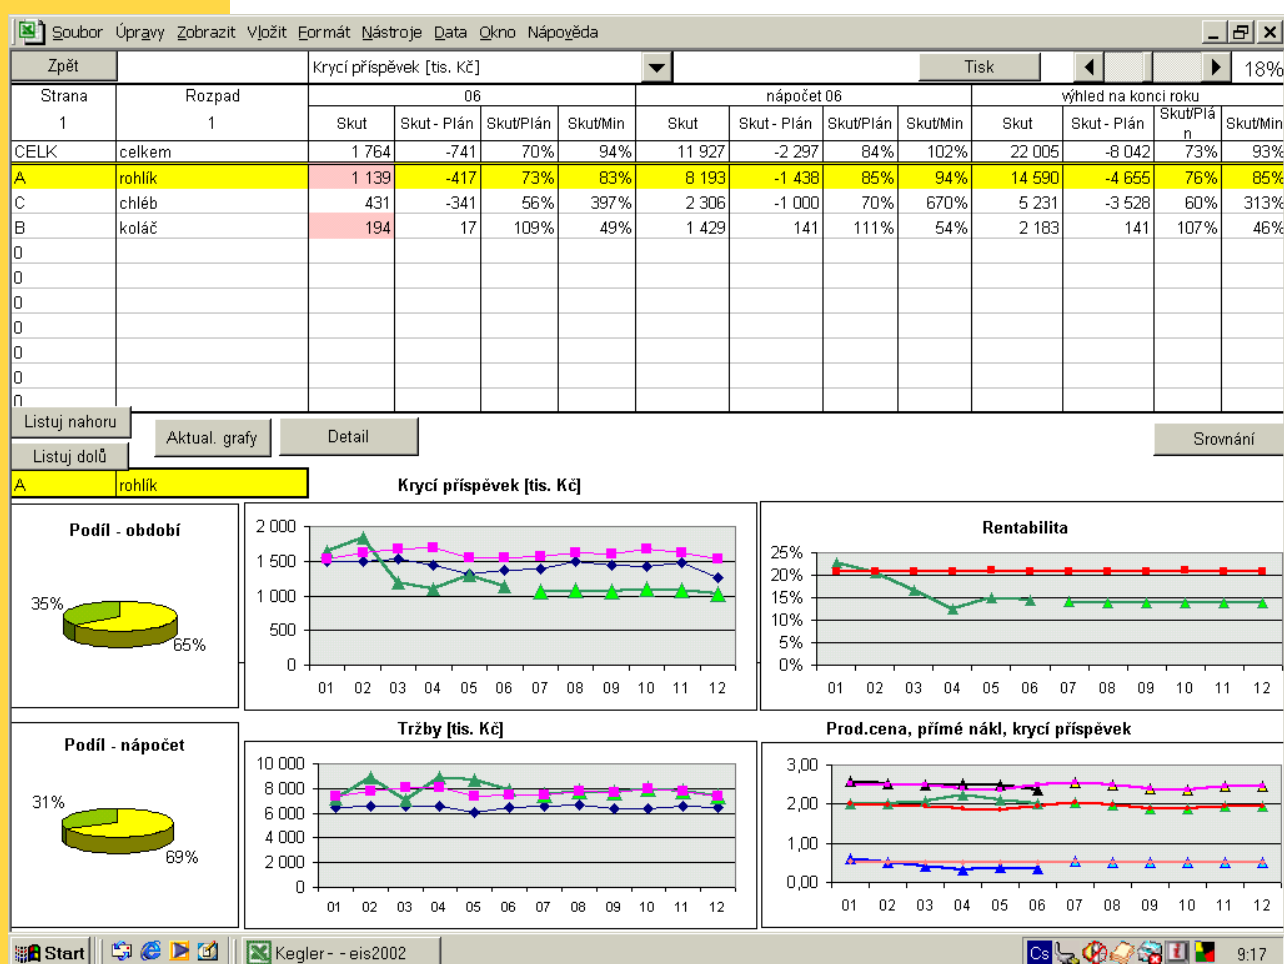 Soubor Úpravy Zobrazit Vložit Formát Nástroje Data Okno Nápověda
Zpět Krycí příspěvek [tis. Kč] Tisk 18%
Strana Rozpad 06 nápočet 06 výhled na konci roku
1 1 Skut Skut - Plán Skut/Plán Skut/Min Skut Skut - Plán Skut/Plán Skut/Min Skut Skut - Plán Skut/Plán Skut/Min
CELK celkem 1 764 -741 70% 94% 11 927 -2 297 84% 102% 22 005 -8 042 73% 93%
A rohlík 1 139 -417 73% 83% 8 193 -1 438 85% 94% 14 590 -4 655 76% 85%
C chléb 431 -341 56% 397% 2 306 -1 000 70% 670% 5 231 -3 528 60% 313%
B koláč 194 17 109% 49% 1 429 141 111% 54% 2 183 141 107% 46%
0
0
0
0
0
0
0
Listuj nahoru
Listuj dolů
Aktual. grafy
Detail
Srovnání
A rohlík
Podíl - období
35%
65%
Krycí příspěvek [tis. Kč]
2 000
1 500
1 000
500
0
01 02 03 04 05 06 07 08 09 10 11 12
Rentabilita
25%
20%
15%
10%
5%
0%
01 02 03 04 05 06 07 08 09 10 11 12
Podíl - nápočet
31%
69%
Tržby [tis. Kč]
10 000
8 000
6 000
4 000
2 000
0
01 02 03 04 05 06 07 08 09 10 11 12
Prod.cena, přímé nákl, krycí příspěvek
3,00
2,00
1,00
0,00
01 02 03 04 05 06 07 08 09 10 11 12
Start Kegler - - eis2002 Cs 9:17